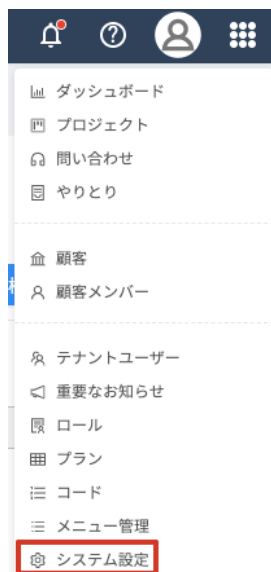 ダッシュボード
プロジェクト
問い合わせ
やりとり
顧客
顧客メンバー
テナントユーザー
重要なお知らせ
ロール
プラン
コード
メニュー管理
システム設定